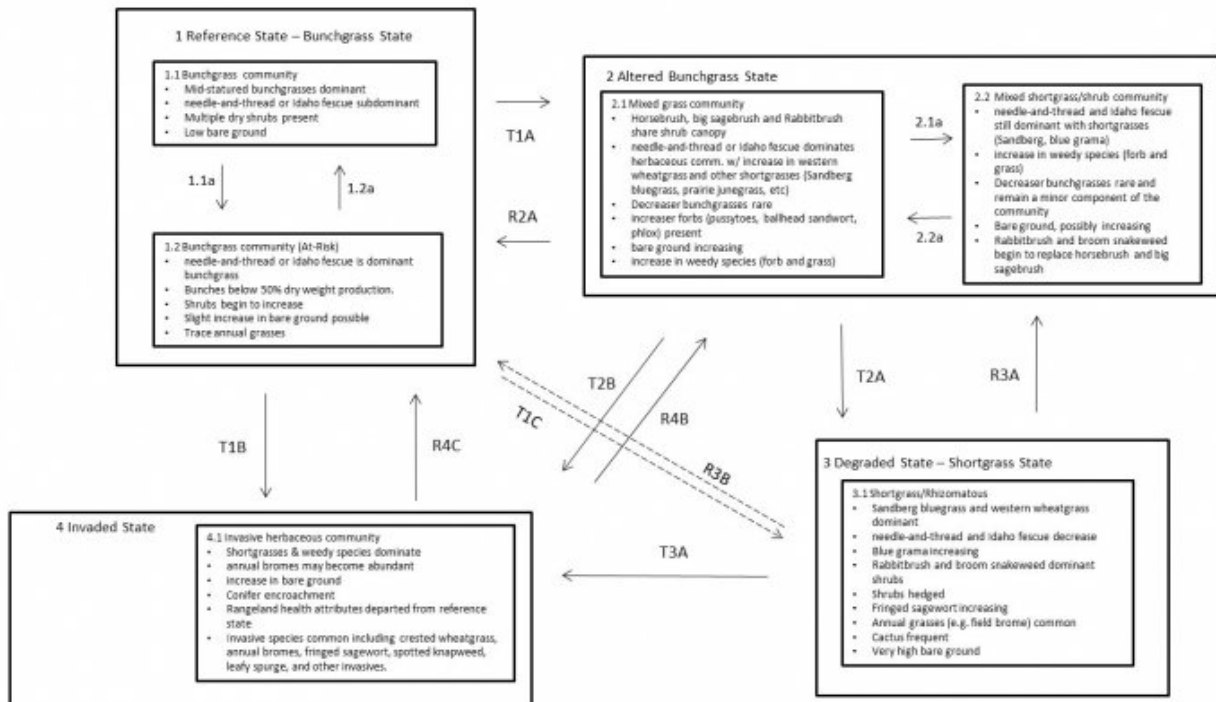 1 Reference State – Bunchgrass State
1.1 Bunchgrass community
• Mid-statured bunchgrasses dominant
• needle-and-thread or Idaho fescue subdominant
• Multiple dry shrubs present
• Low bare ground
1.1a
1.2a
1.2 Bunchgrass community (At-Risk)
• needle-and-thread or Idaho fescue is dominant
bunchgrass
• Bunches below 50% dry weight production.
• Shrubs begin to increase
• Slight increase in bare ground possible
• Trace annual grasses
T1A
R2A
2 Altered Bunchgrass State
2.1 Mixed grass community
• Horsebrush, big sagebrush and Rabbitbrush
share shrub canopy
• needle-and-thread or Idaho fescue dominates
herbaceous comm. w/ increase in western
wheatgrass and other shortgrasses (Sandberg
bluegrass, prairie junegrass, etc)
• Decreaser bunchgrasses rare
• increaser forbs (pussytoes, ballhead sandwort,
phlox) present
• bare ground increasing
• increase in weedy species (forb and grass)
2.1a
2.2a
2.2 Mixed shortgrass/shrub community
• needle-and-thread and Idaho fescue
still dominant with shortgrasses
(Sandberg, blue grama)
• increase in weedy species (forb and
grass)
• Decreaser bunchgrasses rare and
remain a minor component of the
community
• Bare ground, possibly increasing
• Rabbitbrush and broom snakeweed
begin to replace horsebrush and big
sagebrush
T1B
R4C
T1C
R3B
T2B
R4B
T2A
R3A
T3A
3 Degraded State – Shortgrass State
3.1 Shortgrass/Rhizomatous
• Sandberg bluegrass and western wheatgrass
dominant
• needle-and-thread and Idaho fescue decrease
• Blue grama increasing
• Rabbitbrush and broom snakeweed dominant
shrubs
• Shrubs hedged
• Fringed sagewort increasing
• Annual grasses (e.g. field brome) common
• Cactus frequent
• Very high bare ground
4 Invaded State
4.1 Invasive herbaceous community
• Shortgrasses & weedy species dominate
• annual bromes may become abundant
• increase in bare ground
• Conifer encroachment
• Rangeland health attributes departed from reference
state
• Invasive species common including crested wheatgrass,
annual bromes, fringed sagewort, spotted knapweed,
leafy spurge, and other invasives.